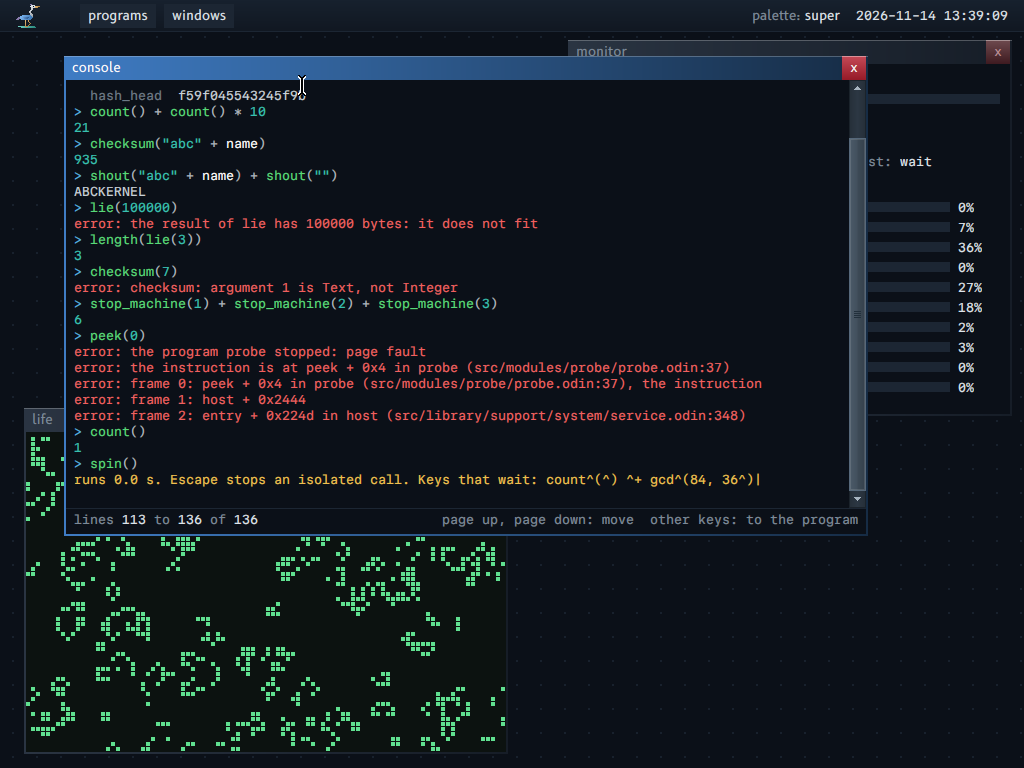 programs windows palette: super 2026-11-14 13:39:09
monitor x
console x
hash_head
> count() + count() * 10
21
> checksum("abc" + name)
935
> shout("abc" + name) + shout("")
ABCKERNEL
> lie(100000)
error: the result of lie has 100000 bytes: it does not fit
> length(lie(3))
3
> checksum(7)
error: checksum: argument 1 is Text, not Integer
> stop_machine(1) + stop_machine(2) + stop_machine(3)
6
> peek(0)
error: the program probe stopped: page fault
error: the instruction is at peek + 0x4 in probe (src/modules/probe/probe.odin:37)
error: frame 0: peek + 0x4 in probe (src/modules/probe/probe.odin:37), the instruction
error: frame 1: host + 0x2444
error: frame 2: entry + 0x224d in host (src/library/support/system/service.odin:348)
> count()
1
> spin()
runs 0.0 s. Escape stops an isolated call. Keys that wait: count^(^) ^+ gcd^(84, 36^)|
lines 113 to 136 of 136 page up, page down: move other keys: to the program
wait
0%
7%
36%
0%
27%
18%
2%
3%
0%
0%
life